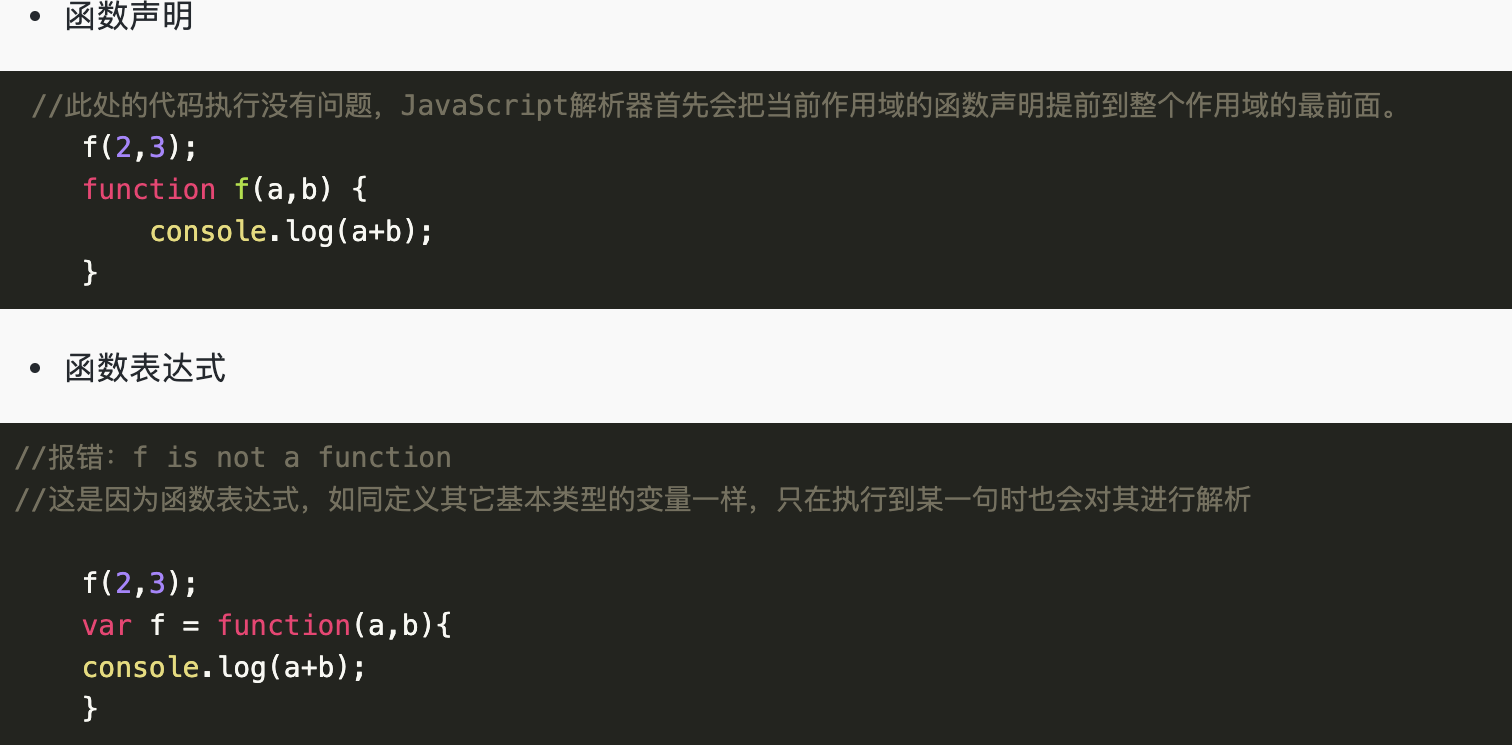 • 函数声明
//此处的代码执行没有问题，JavaScript解析器首先会把当前作用域的函数声明提前到整个作用域的最前面。
f(2,3);
function f(a,b) {
console.log(a+b);
}
• 函数表达式
//报错：f is not a function
//这是因为函数表达式，如同定义其它基本类型的变量一样，只在执行到某一句时也会对其进行解析
f(2,3);
var f = function(a,b){
console.log(a+b);
}